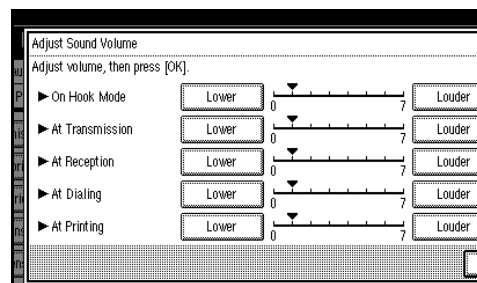 Adjust Sound Volume
Adjust volume, then press [OK].
▶ On Hook Mode Lower 0 7 Louder
▶ At Transmission Lower 0 7 Louder
▶ At Reception Lower 0 7 Louder
▶ At Dialing Lower 0 7 Louder
▶ At Printing Lower 0 7 Louder